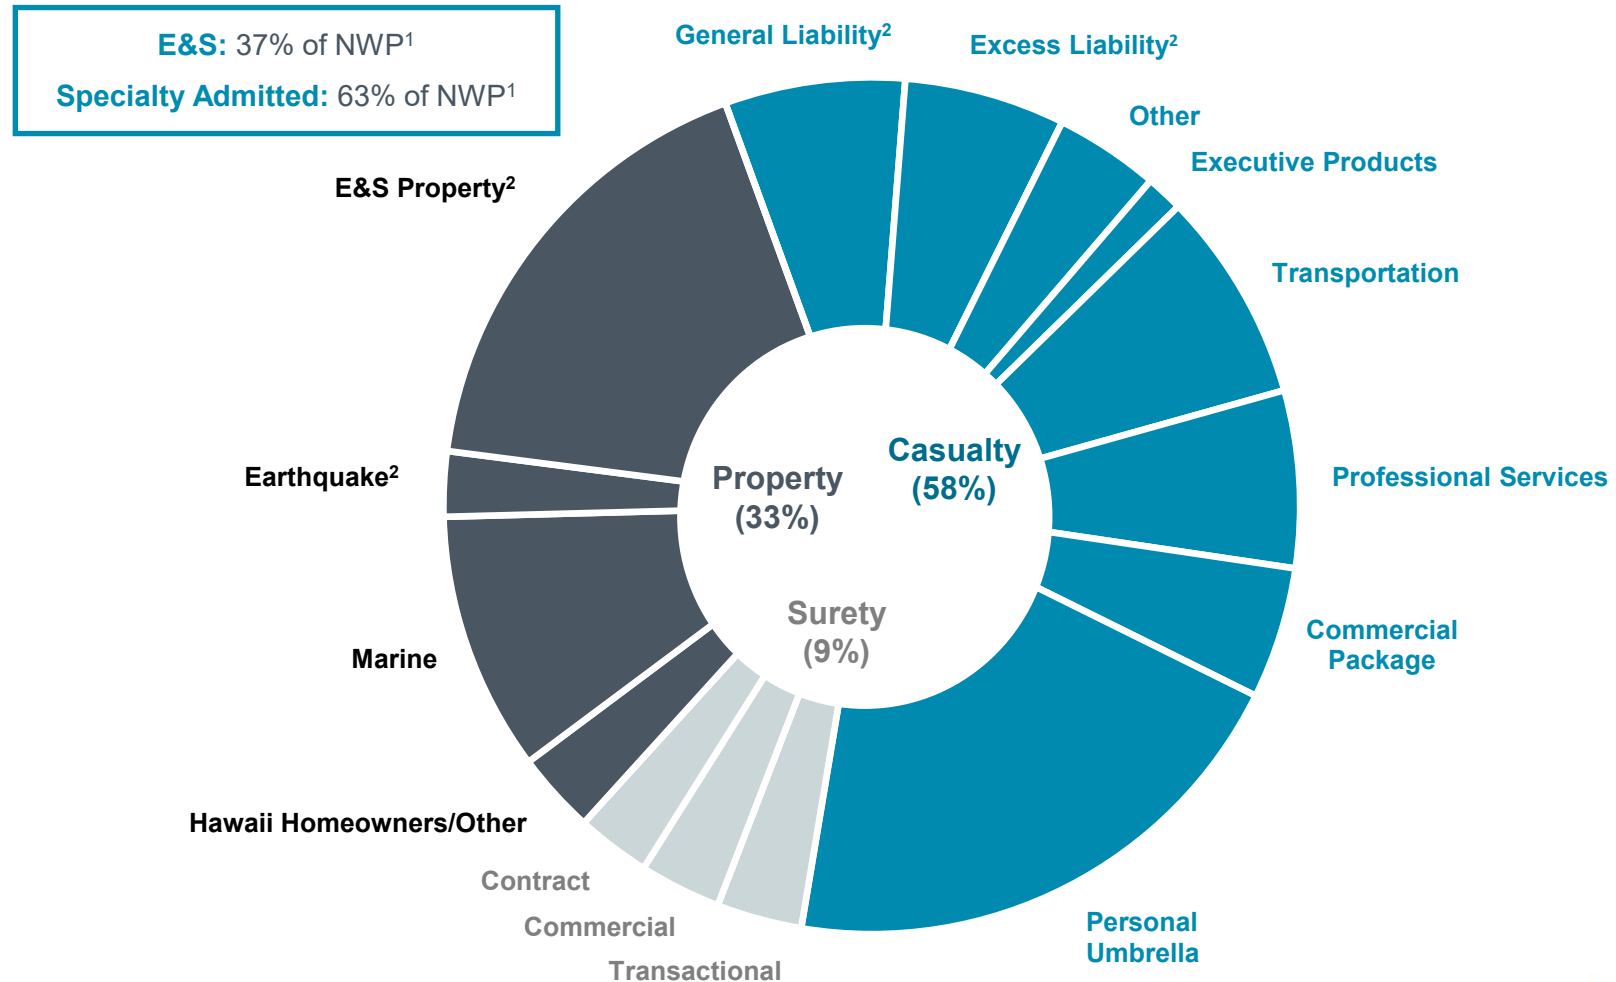 E&S: 37% of NWP¹
Specialty Admitted: 63% of NWP¹
General Liability²
Excess Liability²
Other
Executive Products
Transportation
Professional Services
Commercial
Package
Personal
Umbrella
Transactional
Commercial
Contract
Hawaii Homeowners/Other
Marine
Earthquake²
E&S Property²
Property
(33%)
Casualty
(58%)
Surety
(9%)